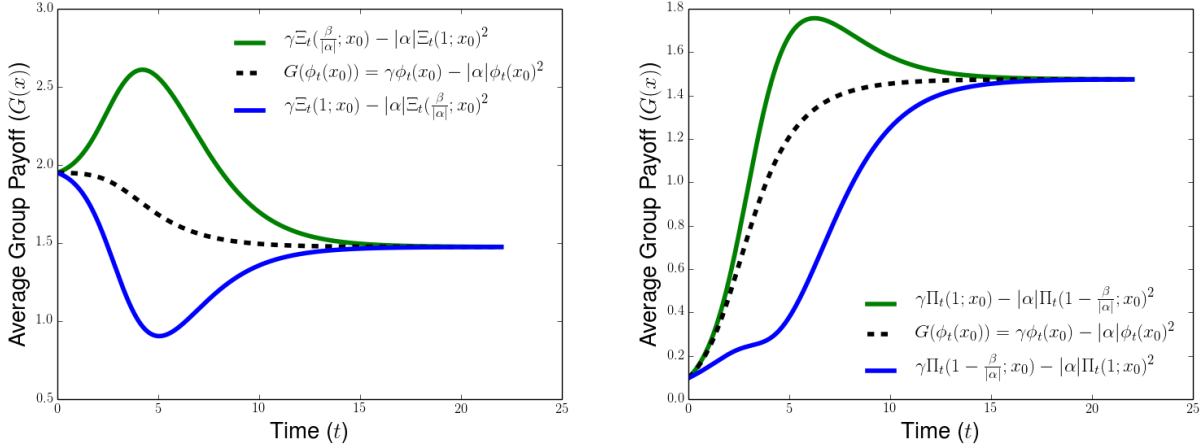 3.0
2.5
2.0
1.5
1.0
0.5
0
5
10
15
20
25
Average Group Payoff (G(x))
Time (t)
γΞ_t(β/|α|; x_0) − |α|Ξ_t(1; x_0)^2
G(φ_t(x_0)) = γφ_t(x_0) − |α|φ_t(x_0)^2
γΞ_t(1; x_0) − |α|Ξ_t(β/|α|; x_0)^2
1.8
1.6
1.4
1.2
1.0
0.8
0.6
0.4
0.2
0.0
0
5
10
15
20
25
Average Group Payoff (G(x))
Time (t)
γΠ_t(1; x_0) − |α|Π_t(1 − β/|α|; x_0)^2
G(φ_t(x_0)) = γφ_t(x_0) − |α|φ_t(x_0)^2
γΠ_t(1 − β/|α|; x_0) − |α|Π_t(1; x_0)^2